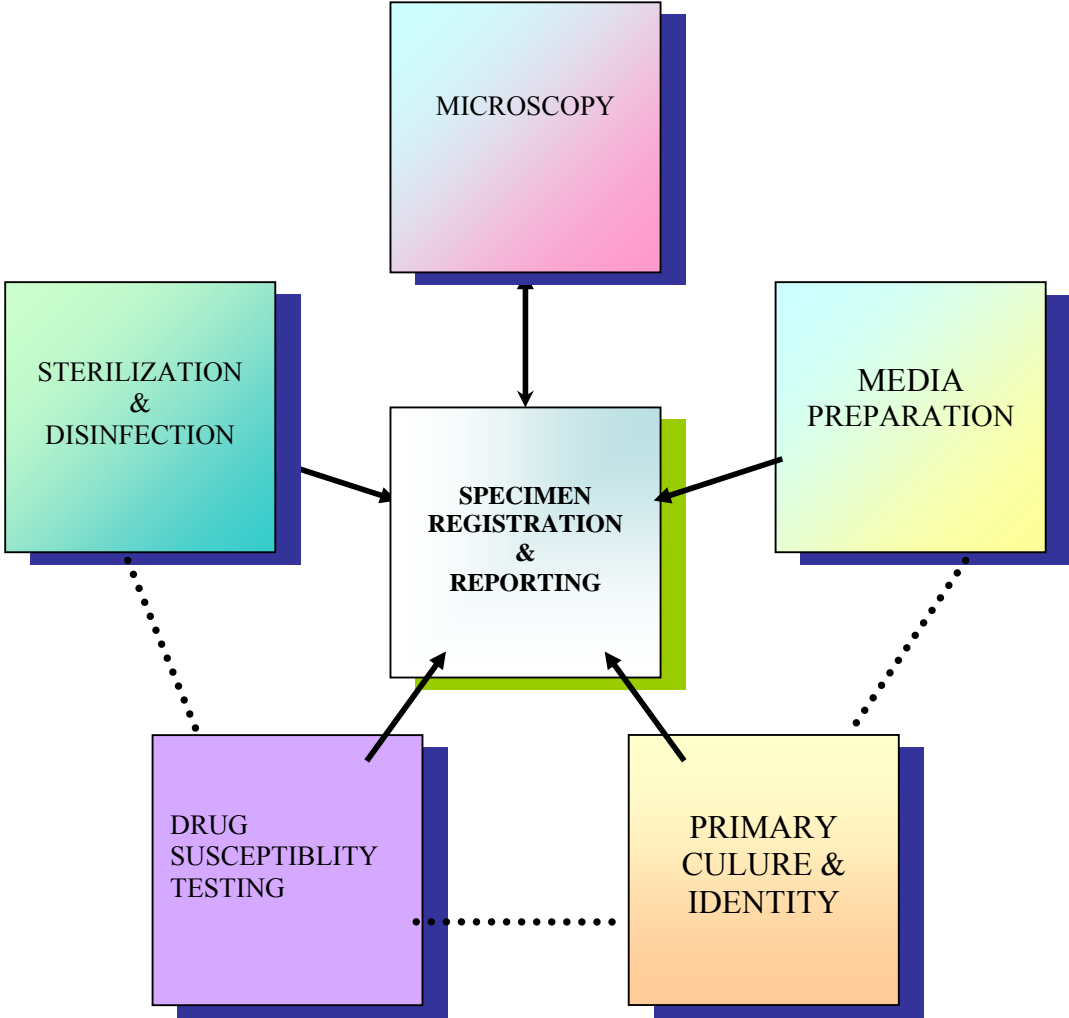 MICROSCOPY
STERILIZATION
&
DISINFECTION
MEDIA
PREPARATION
SPECIMEN
REGISTRATION
&
REPORTING
DRUG
SUSCEPTIBLITY
TESTING
PRIMARY
CULURE &
IDENTITY